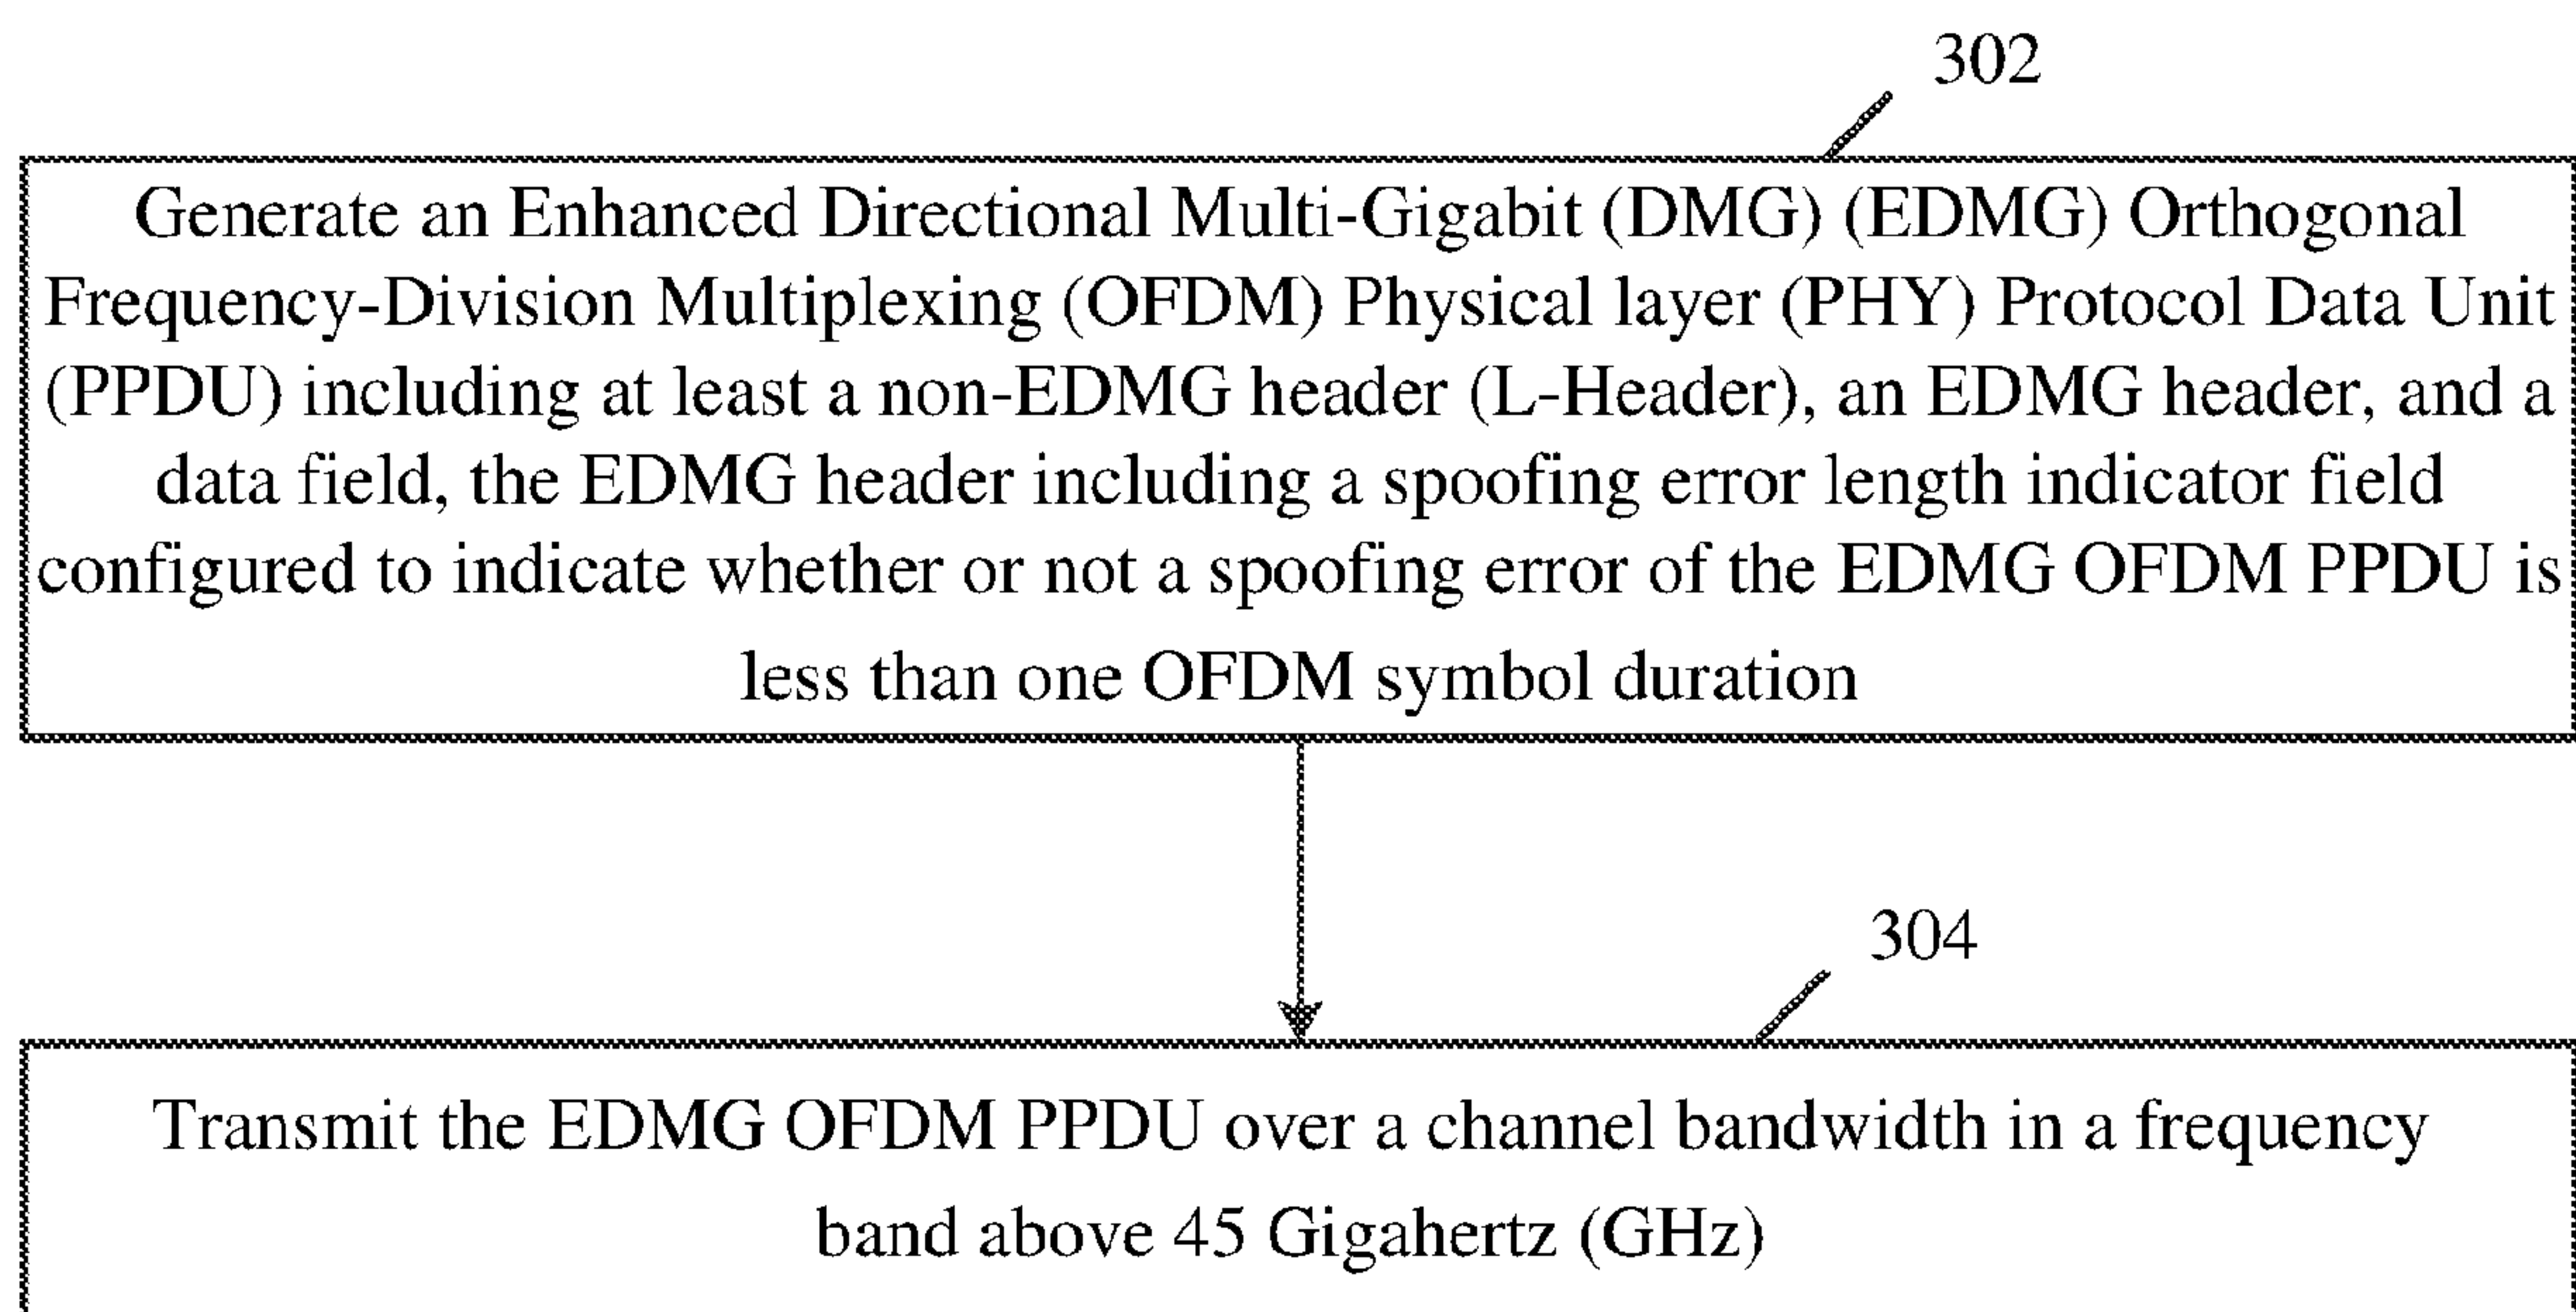 302
Generate an Enhanced Directional Multi-Gigabit (DMG) (EDMG) Orthogonal
Frequency-Division Multiplexing (OFDM) Physical layer (PHY) Protocol Data Unit
(PPDU) including at least a non-EDMG header (L-Header), an EDMG header, and a
data field, the EDMG header including a spoofing error length indicator field
configured to indicate whether or not a spoofing error of the EDMG OFDM PPDU is
less than one OFDM symbol duration
304
Transmit the EDMG OFDM PPDU over a channel bandwidth in a frequency
band above 45 Gigahertz (GHz)